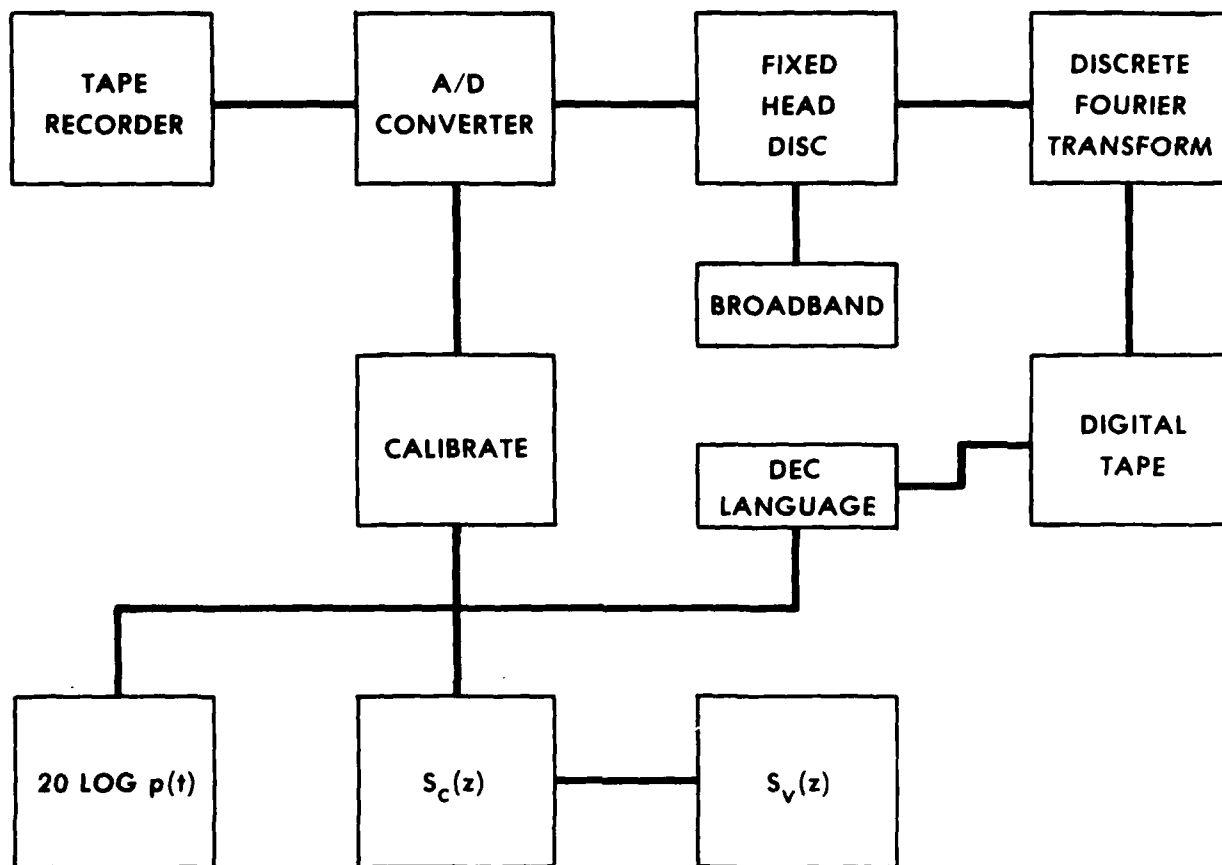 TAPE
RECORDER
A/D
CONVERTER
FIXED
HEAD
DISC
DISCRETE
FOURIER
TRANSFORM
BROADBAND
CALIBRATE
DEC
LANGUAGE
DIGITAL
TAPE
20 LOG p(t)
S_c(z)
S_v(z)